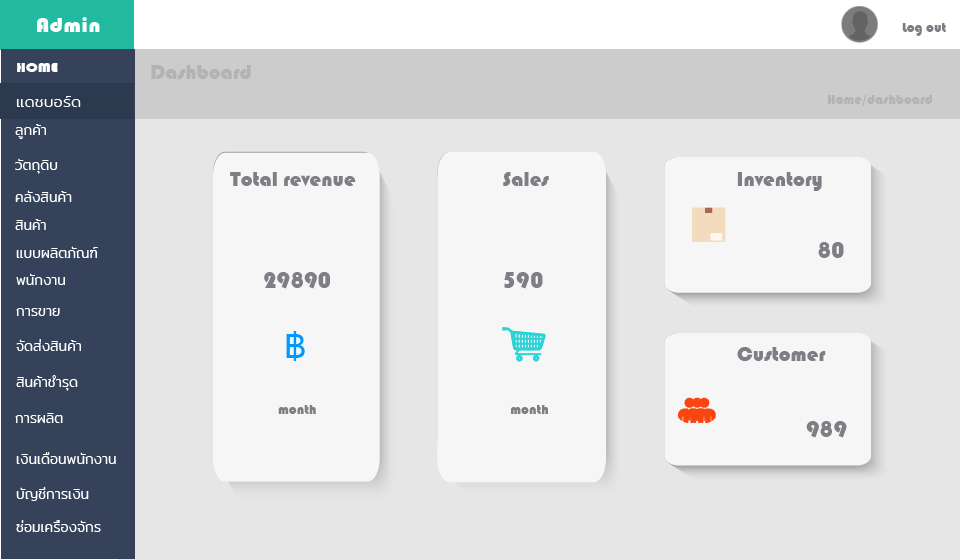 Admin
Log out
HOME
Dashboard
Home/dashboard
แดชบอร์ด
ลูกค้า
วัตถุดิบ
คลังสินค้า
สินค้า
แบบผลิตภัณฑ์
พนักงาน
การขาย
จัดส่งสินค้า
สินค้าชำรุด
การผลิต
เงินเดือนพนักงาน
บัญชีการเงิน
ซ่อมเครื่องจักร
Total revenue
29890
฿
month
Sales
590
month
Inventory
80
Customer
989